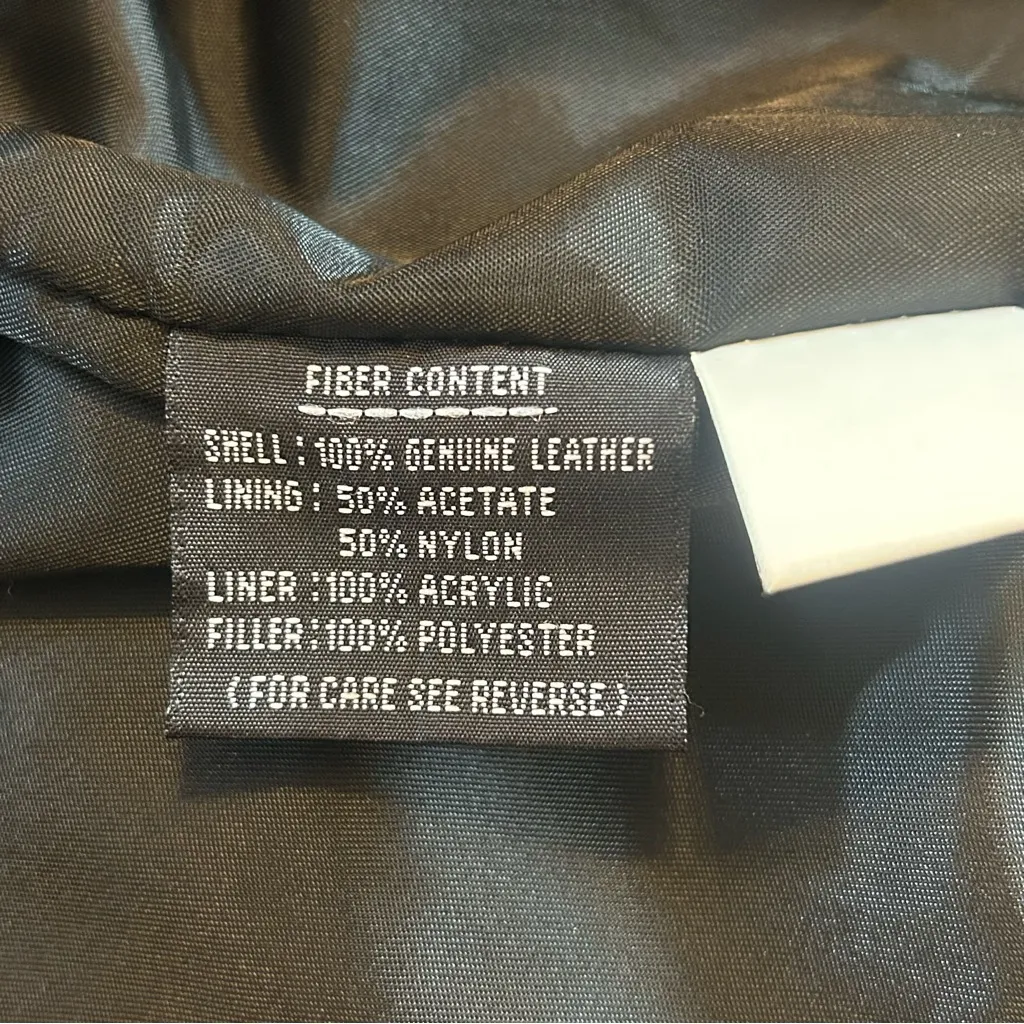 FIBER CONTENT
SHELL : 100% GENUINE LEATHER
LINING : 50% ACETATE
50% NYLON
LINER : 100% ACRYLIC
FILLER : 100% POLYESTER
(FOR CARE SEE REVERSE)